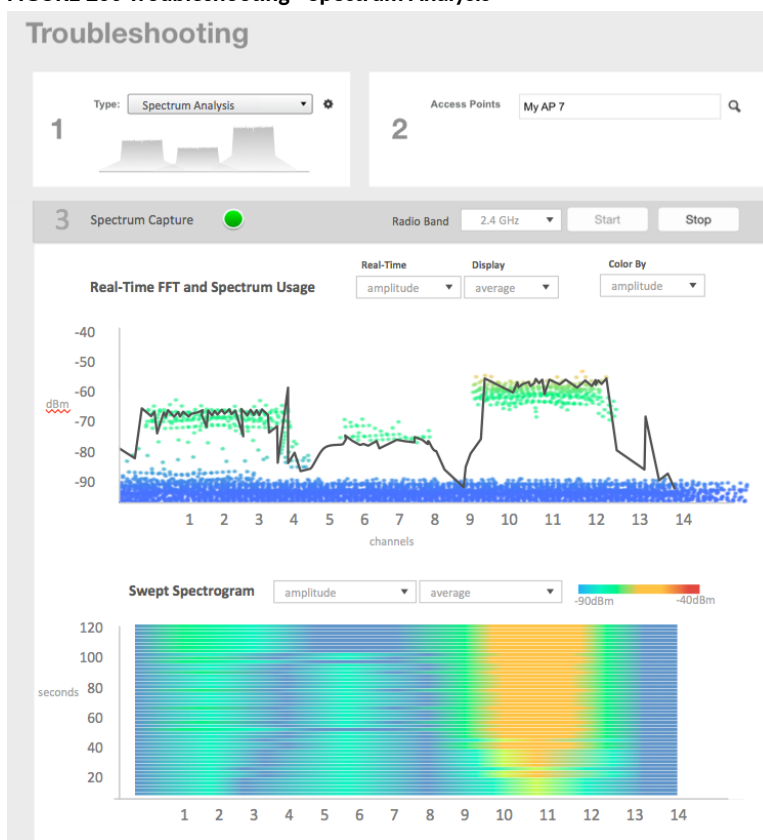 Troubleshooting
1
Type:
Spectrum Analysis
2
Access Points
My AP 7
3
Spectrum Capture
Radio Band
2.4 GHz
Start
Stop
Real-Time FFT and Spectrum Usage
Real-Time
amplitude
Display
average
Color By
amplitude
-40
-50
-60
dBm
-70
-80
-90
1 2 3 4 5 6 7 8 9 10 11 12 13 14
channels
Swept Spectrogram
amplitude
average
-90dBm
-40dBm
120
100
seconds
80
60
40
20
1 2 3 4 5 6 7 8 9 10 11 12 13 14